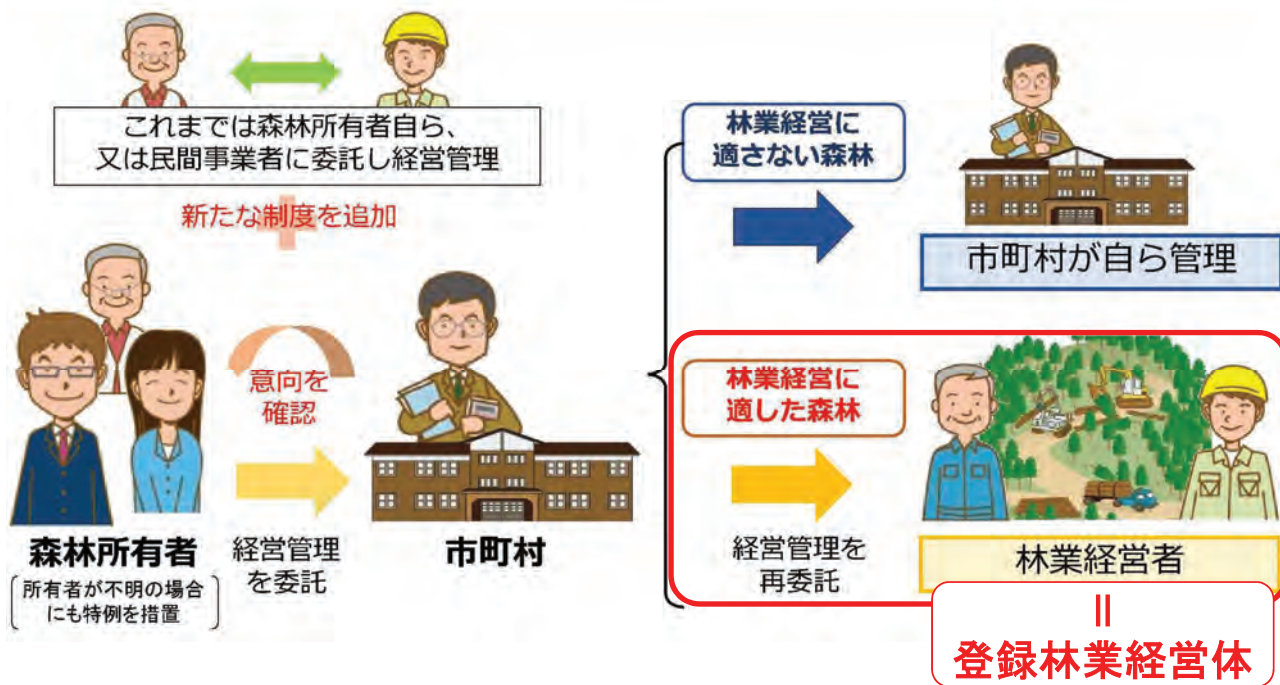 これまでは森林所有者自ら、
又は民間事業者に委託し経営管理
新たな制度を追加
意向を
確認
森林所有者
所有者が不明の場合
にも特例を措置
経営管理
を委託
市町村
林業経営に
適さない森林
市町村が自ら管理
林業経営に
適した森林
経営管理を
再委託
林業経営者
||
登録林業経営体